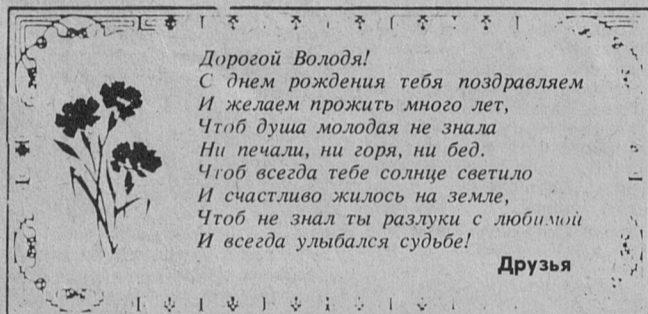 Дорогой Володя!
С днем рождения тебя поздравляем
И желаем прожить много лет,
Чтоб душа молодая не знала
Ни печали, ни горя, ни бед.
Чтоб всегда тебе солнце светило
И счастливо жилось на земле,
Чтоб не знал ты разлуки с любимой
И всегда улыбался судьбе!
Друзья